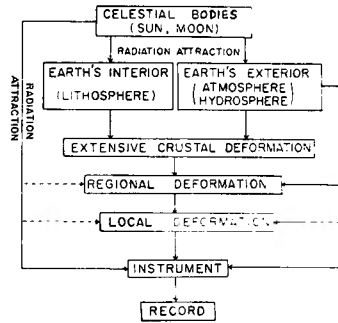 CELESTIAL BODIES
(SUN, MOON)
RADIATION ATTRACTION
RADIATION
ATTRACTION
EARTH'S INTERIOR
(LITHOSPHERE)
EARTH'S EXTERIOR
(ATMOSPHERE
HYDROSPHERE)
EXTENSIVE CRUSTAL DEFORMATION
REGIONAL DEFORMATION
LOCAL DEFORMATION
INSTRUMENT
RECORD